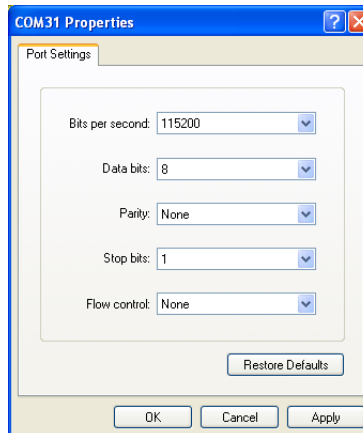 COM31 Properties
Port Settings
Bits per second: 115200
Data bits: 8
Parity: None
Stop bits: 1
Flow control: None
Restore Defaults
OK Cancel Apply